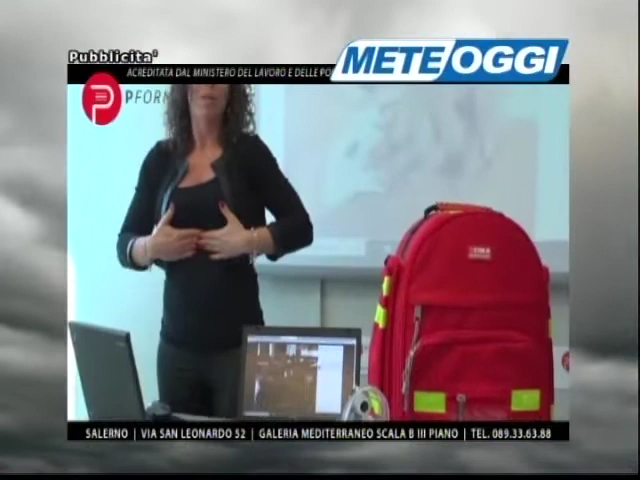 Pubblicita'
METEOGGI
ACREDITATA DAL MINISTERO DEL LAVORO E DELLE PO
PFORM
SALERNO | VIA SAN LEONARDO 52 | GALERIA MEDITERRANEO SCALA B III PIANO | TEL. 089.33.63.88